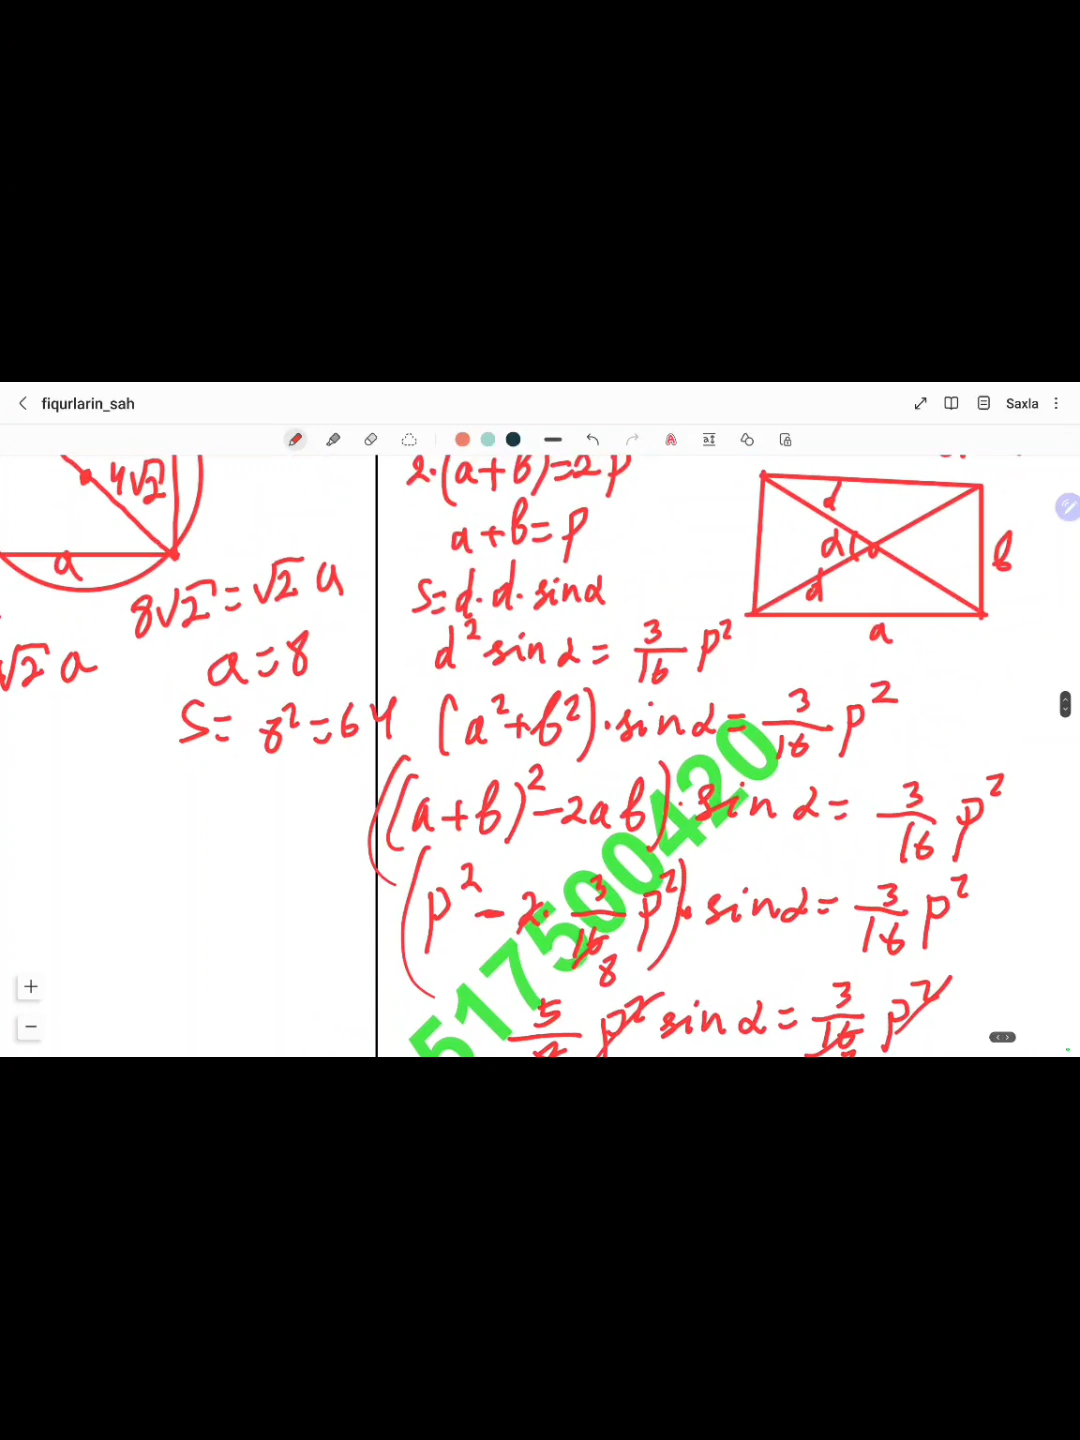 fiqurlarin_sah
Saxla
4√2
a
8√2 = √2 a
√2 a
a = 8
S = 8² = 64
2·(a+b)=2p
a+b=p
S=d·d·sinα
d² sinα = 3/16 p²
(a²+b²)·sinα = 3/16 p²
((a+b)²-2ab)·sinα = 3/16 p²
(p² - 2· 3/16 p²)·sinα = 3/16 p²
8
5/8 p² sinα = 3/16 p²
d
α
d
b
a
517500420